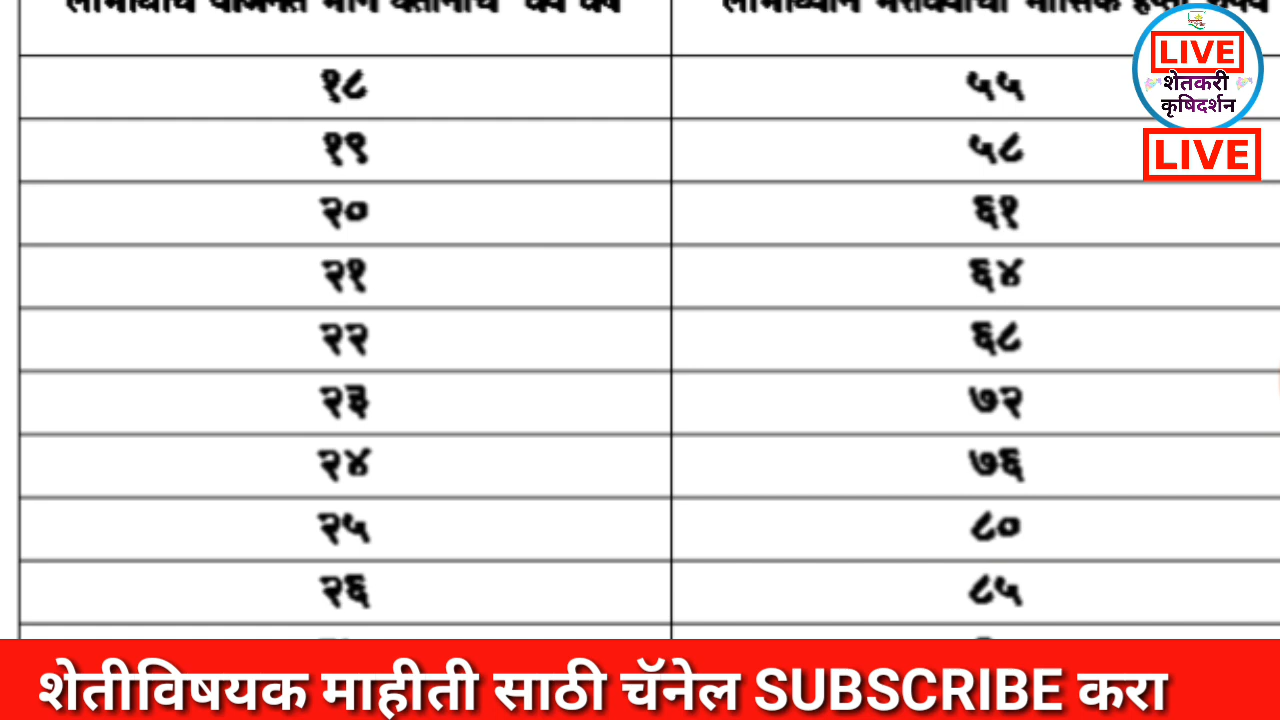 LIVE
शेतकरी
कृषिदर्शन
LIVE
१८ ५५
१९ ५८
२० ६१
२१ ६४
२२ ६८
२३ ७२
२४ ७६
२५ ८०
२६ ८५
शेतीविषयक माहीती साठी चॅनेल SUBSCRIBE करा